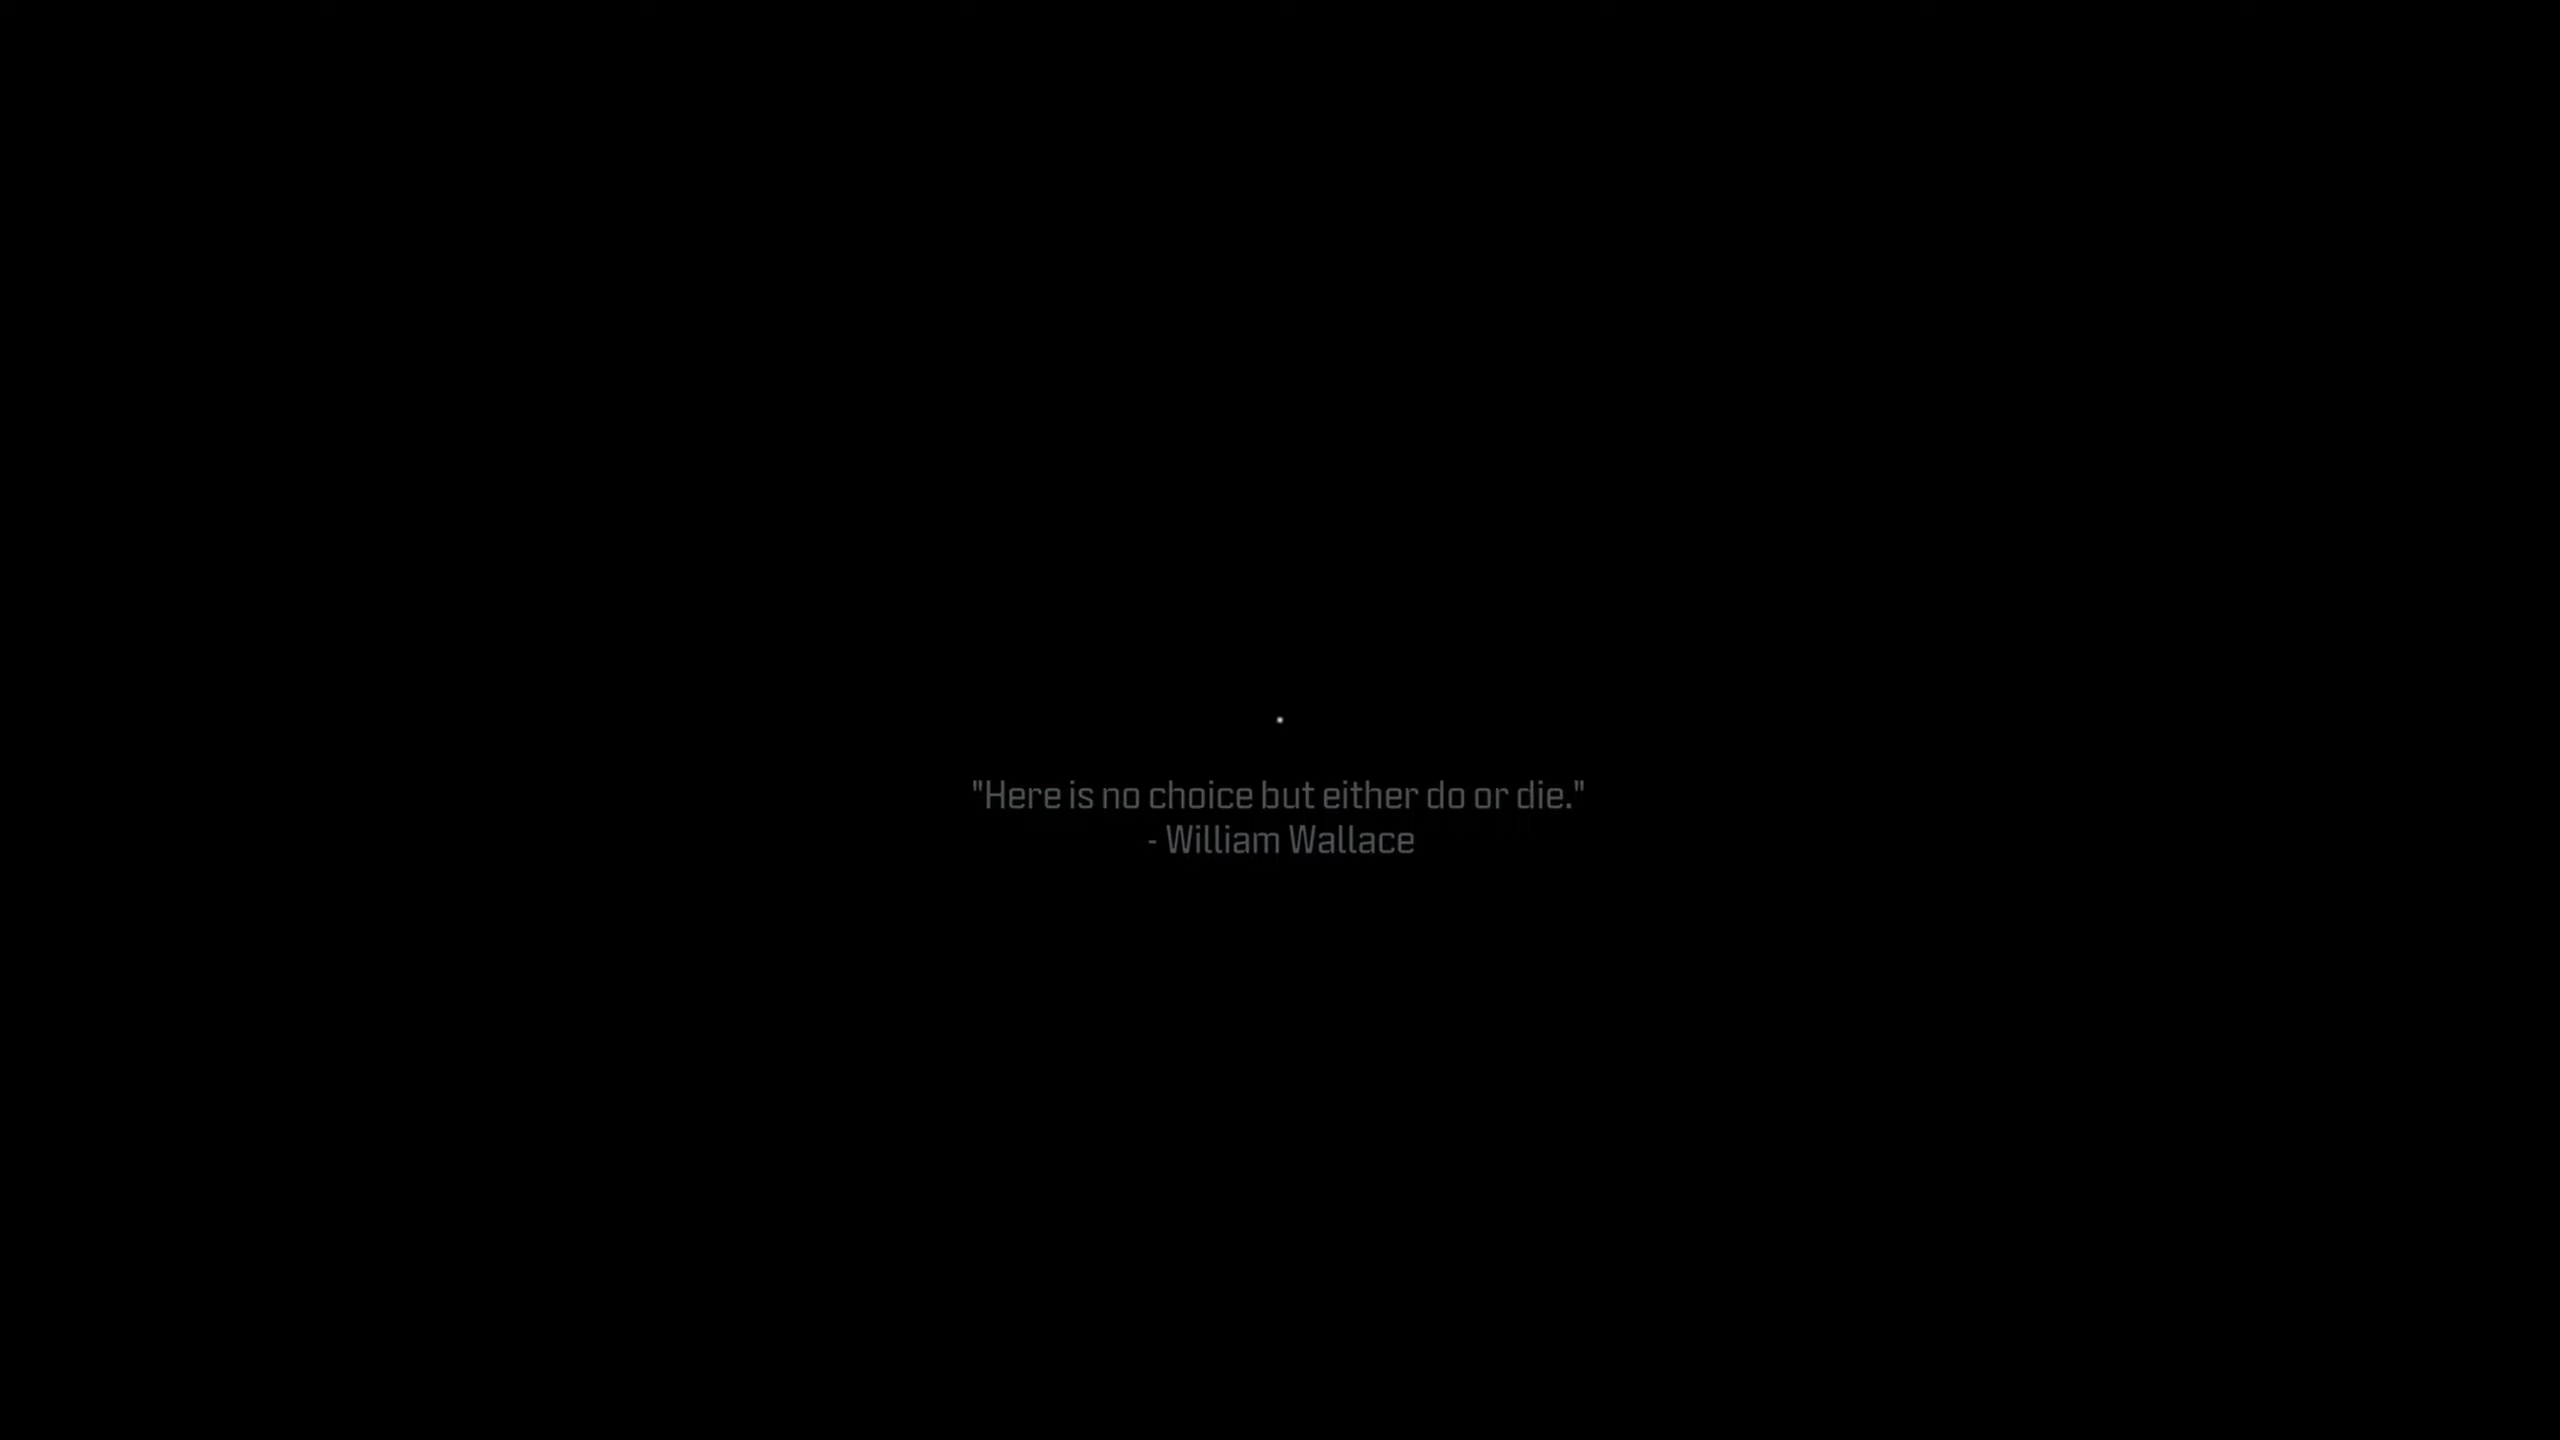 "Here is no choice but either do or die."
- William Wallace